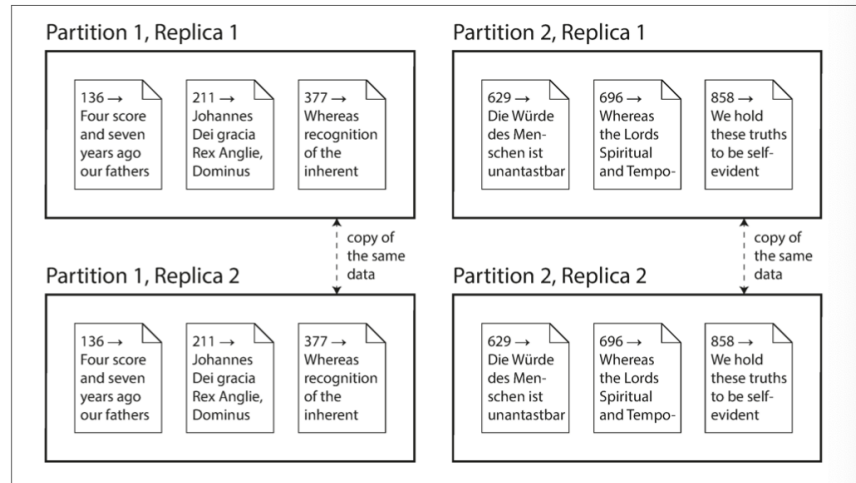 Partition 1, Replica 1
136 →
Four score
and seven
years ago
our fathers
211 →
Johannes
Dei gracia
Rex Anglie,
Dominus
377 →
Whereas
recognition
of the
inherent
Partition 2, Replica 1
629 →
Die Würde
des Men-
schen ist
unantastbar
696 →
Whereas
the Lords
Spiritual
and Tempo-
858 →
We hold
these truths
to be self-
evident
copy of
the same
data
copy of
the same
data
Partition 1, Replica 2
136 →
Four score
and seven
years ago
our fathers
211 →
Johannes
Dei gracia
Rex Anglie,
Dominus
377 →
Whereas
recognition
of the
inherent
Partition 2, Replica 2
629 →
Die Würde
des Men-
schen ist
unantastbar
696 →
Whereas
the Lords
Spiritual
and Tempo-
858 →
We hold
these truths
to be self-
evident